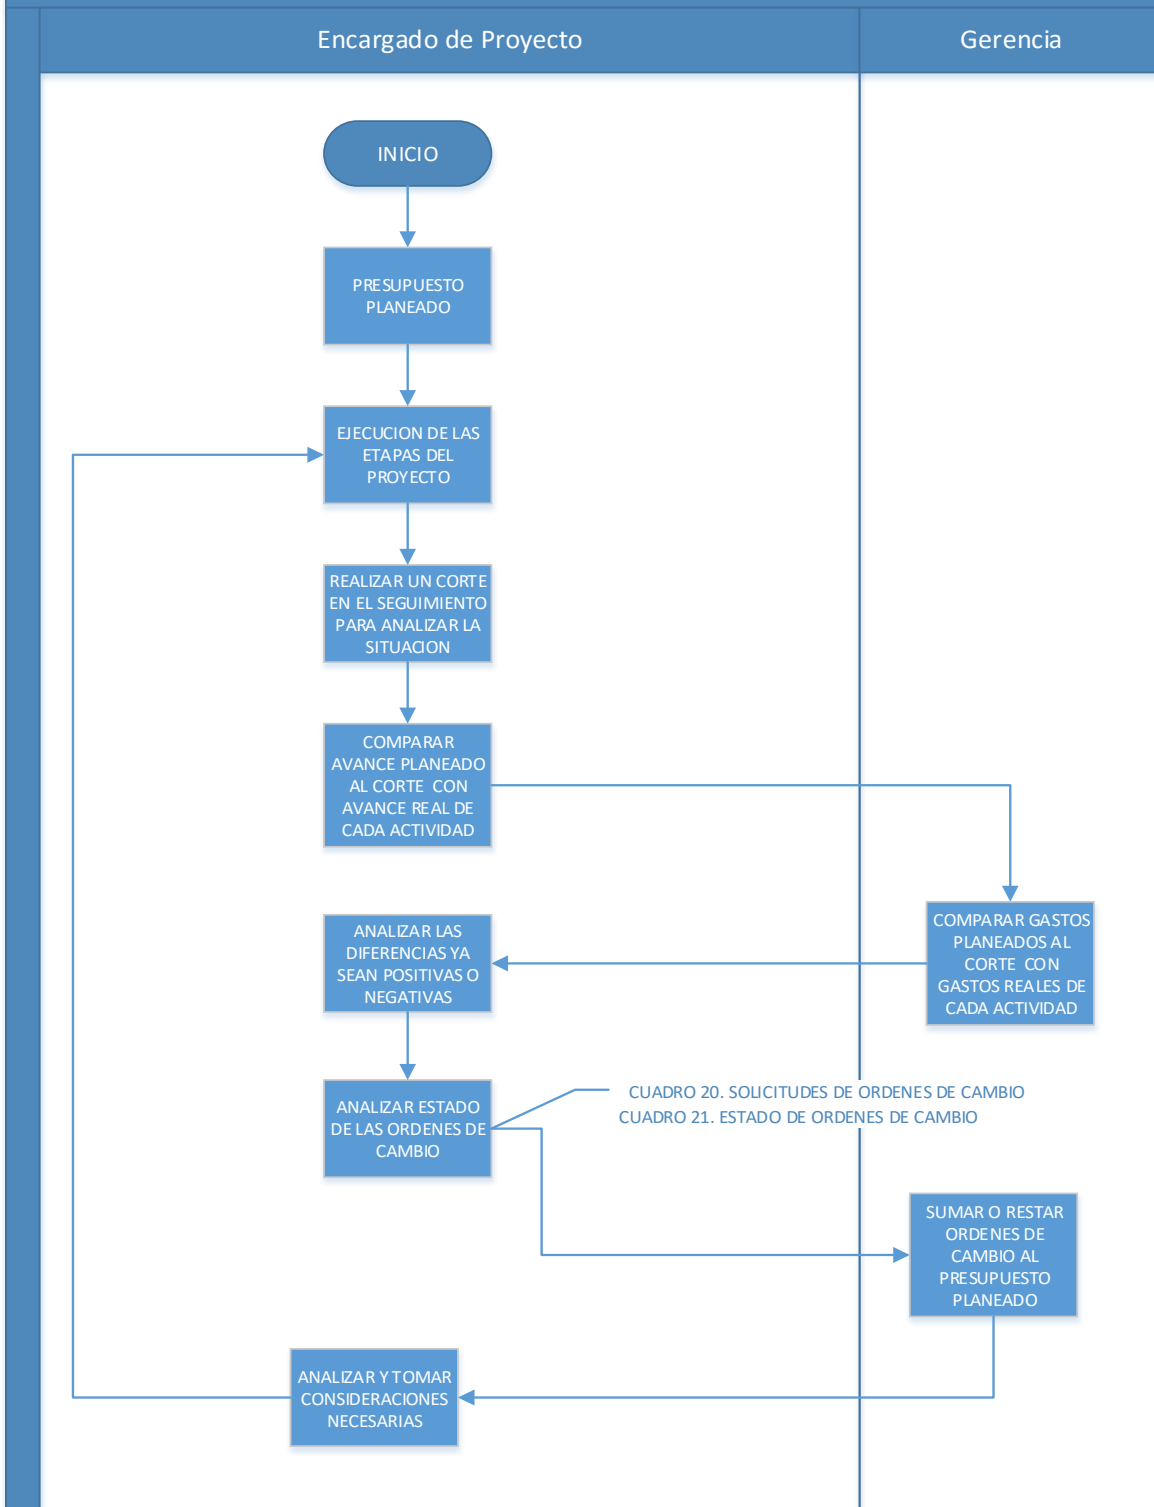 Encargado de Proyecto
Gerencia
INICIO
PRESUPUESTO
PLANEADO
EJECUCION DE LAS
ETAPAS DEL
PROYECTO
REALIZAR UN CORTE
EN EL SEGUIMIENTO
PARA ANALIZAR LA
SITUACION
COMPARAR
AVANCE PLANEADO
AL CORTE CON
AVANCE REAL DE
CADA ACTIVIDAD
COMPARAR GASTOS
PLANEADOS AL
CORTE CON
GASTOS REALES DE
CADA ACTIVIDAD
ANALIZAR LAS
DIFERENCIAS YA
SEAN POSITIVAS O
NEGATIVAS
ANALIZAR ESTADO
DE LAS ORDENES DE
CAMBIO
CUADRO 20. SOLICITUDES DE ORDENES DE CAMBIO
CUADRO 21. ESTADO DE ORDENES DE CAMBIO
SUMAR O RESTAR
ORDENES DE
CAMBIO AL
PRESUPUESTO
PLANEADO
ANALIZAR Y TOMAR
CONSIDERACIONES
NECESARIAS